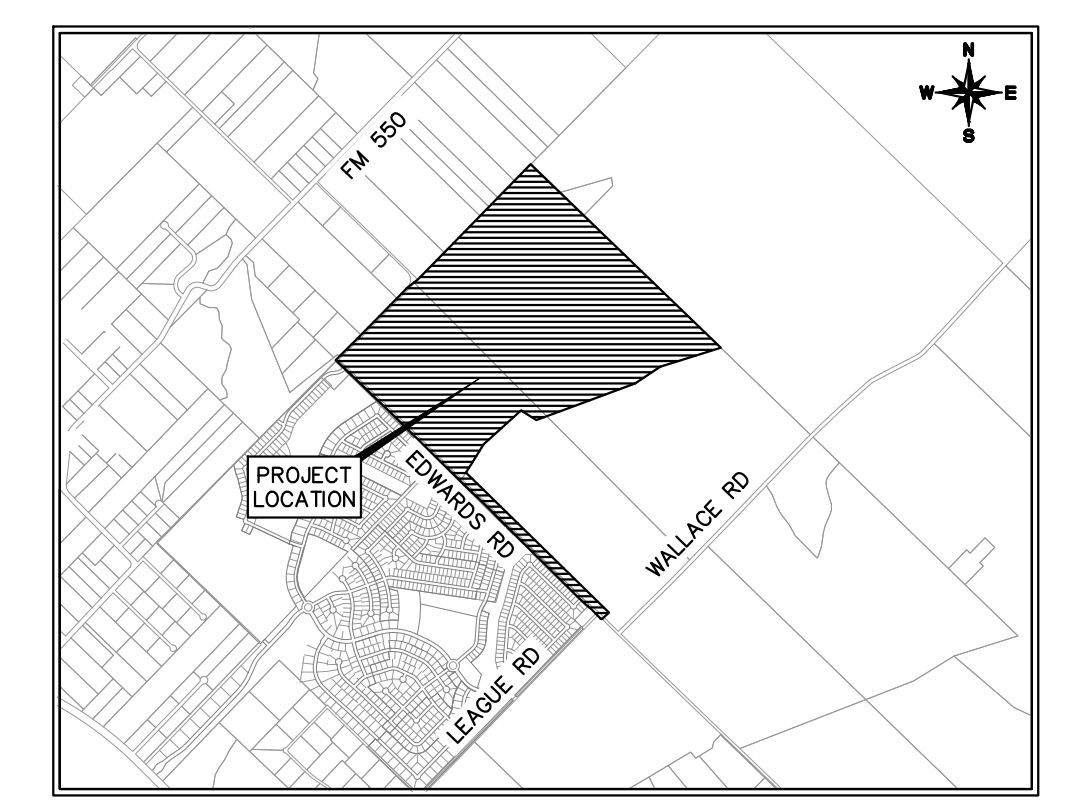 N
W E
S
FM 550
PROJECT
LOCATION
EDWARDS RD
WALLACE RD
LEAGUE RD